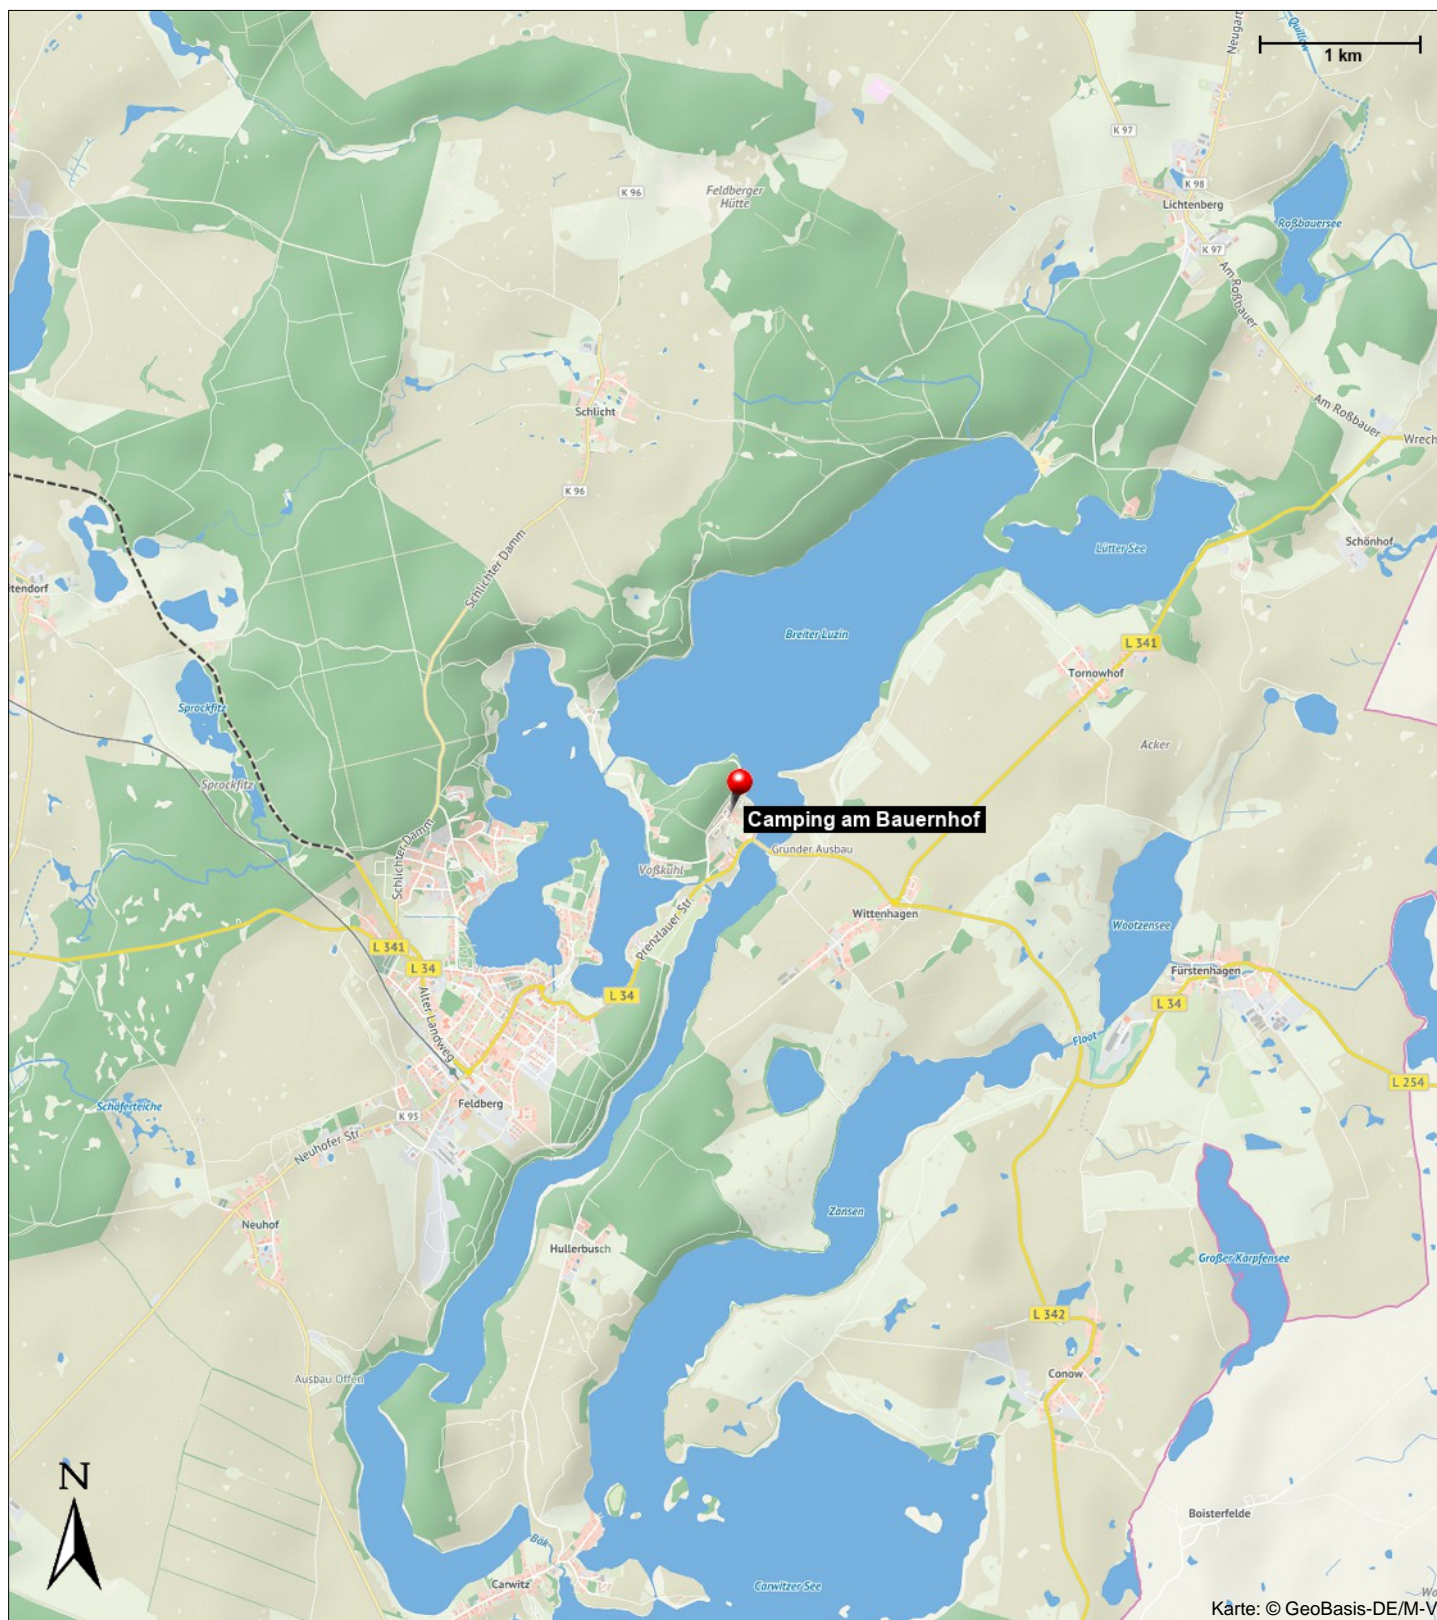 Quillow
Neugart
1 km
K 97
K 96
Feldberger
Hütte
K 98
Lichtenberg
Roßbauersee
K 97
Am Roßbauer
Schlicht
Am Roßbauer
Wrech
K 96
Schlichter Damm
Schönhof
Lütter See
itendorf
Breiter Luzin
L 341
Tornowhof
Sprockfitz
Acker
Sprockfitz
Camping am Bauernhof
Gründer Ausbau
Schlichter Damm
Voßkuhl
Prenzlauer Str.
Wittenhagen
Wootzensee
L 341
L 34
Fürstenhagen
L 34
L 34
Alter Landweg
Floot
L 254
Schäferteiche
Feldberg
K 95
Neuhofer Str.
Neuhof
Zansen
Hullerbusch
Großer Karpfensee
L 342
Conow
Ausbau Offen
N
Boisterfelde
Bäk
Carwitz
Carwitzer See
Wo
Karte: © GeoBasis-DE/M-V